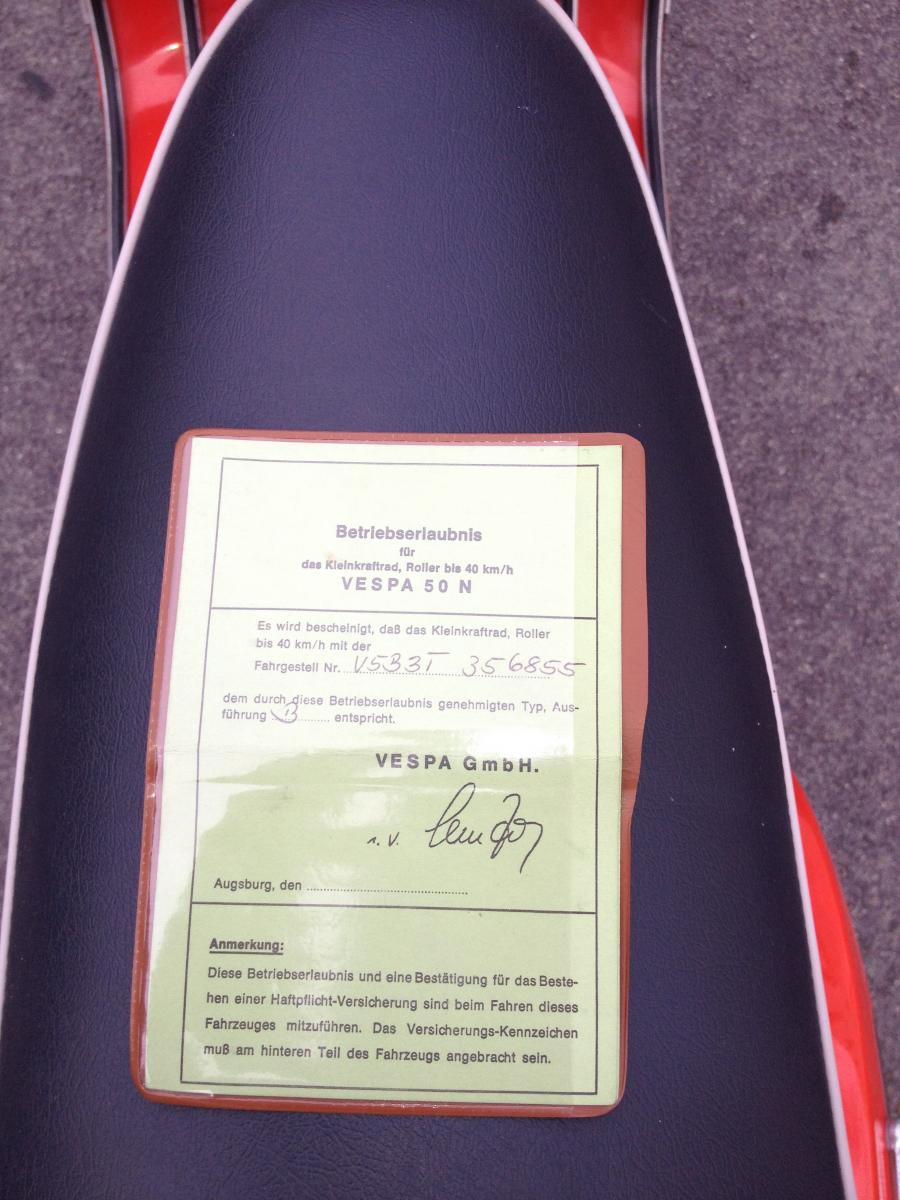 Betriebserlaubnis
für
das Kleinkraftrad, Roller bis 40 km/h
VESPA 50 N
Es wird bescheinigt, daß das Kleinkraftrad, Roller
bis 40 km/h mit der
Fahrgestell Nr. V5B3T 356855
dem durch diese Betriebserlaubnis genehmigten Typ, Aus-
führung B ........ entspricht.
VESPA GmbH.
i. V.
Augsburg, den ........................................
Anmerkung:
Diese Betriebserlaubnis und eine Bestätigung für das Beste-
hen einer Haftpflicht-Versicherung sind beim Fahren dieses
Fahrzeuges mitzuführen. Das Versicherungs-Kennzeichen
muß am hinteren Teil des Fahrzeugs angebracht sein.